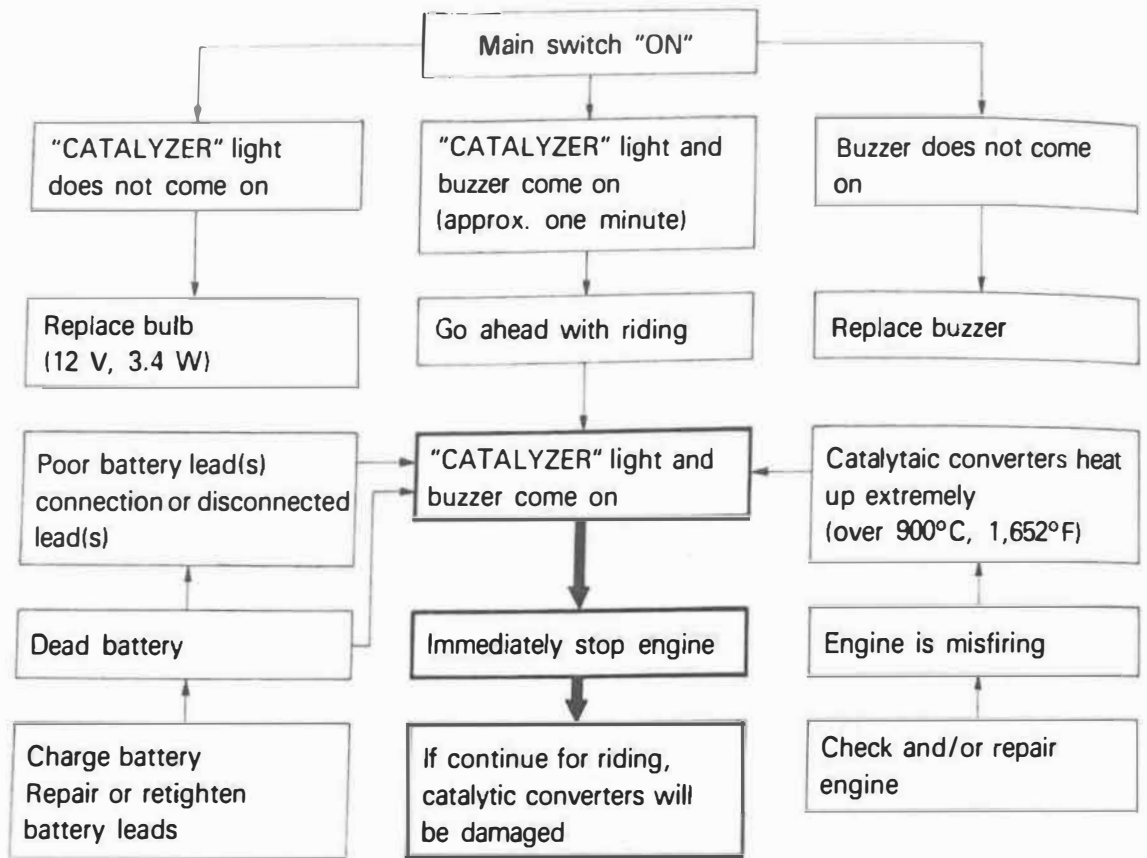 Main switch "ON"
"CATALYZER" light
does not come on
"CATALYZER" light and
buzzer come on
(approx. one minute)
Buzzer does not come
on
Replace bulb
(12 V, 3.4 W)
Go ahead with riding
Replace buzzer
Poor battery lead(s)
connection or disconnected
lead(s)
"CATALYZER" light and
buzzer come on
Catalytaic converters heat
up extremely
(over 900°C, 1,652°F)
Dead battery
Immediately stop engine
Engine is misfiring
Charge battery
Repair or retighten
battery leads
If continue for riding,
catalytic converters will
be damaged
Check and/or repair
engine